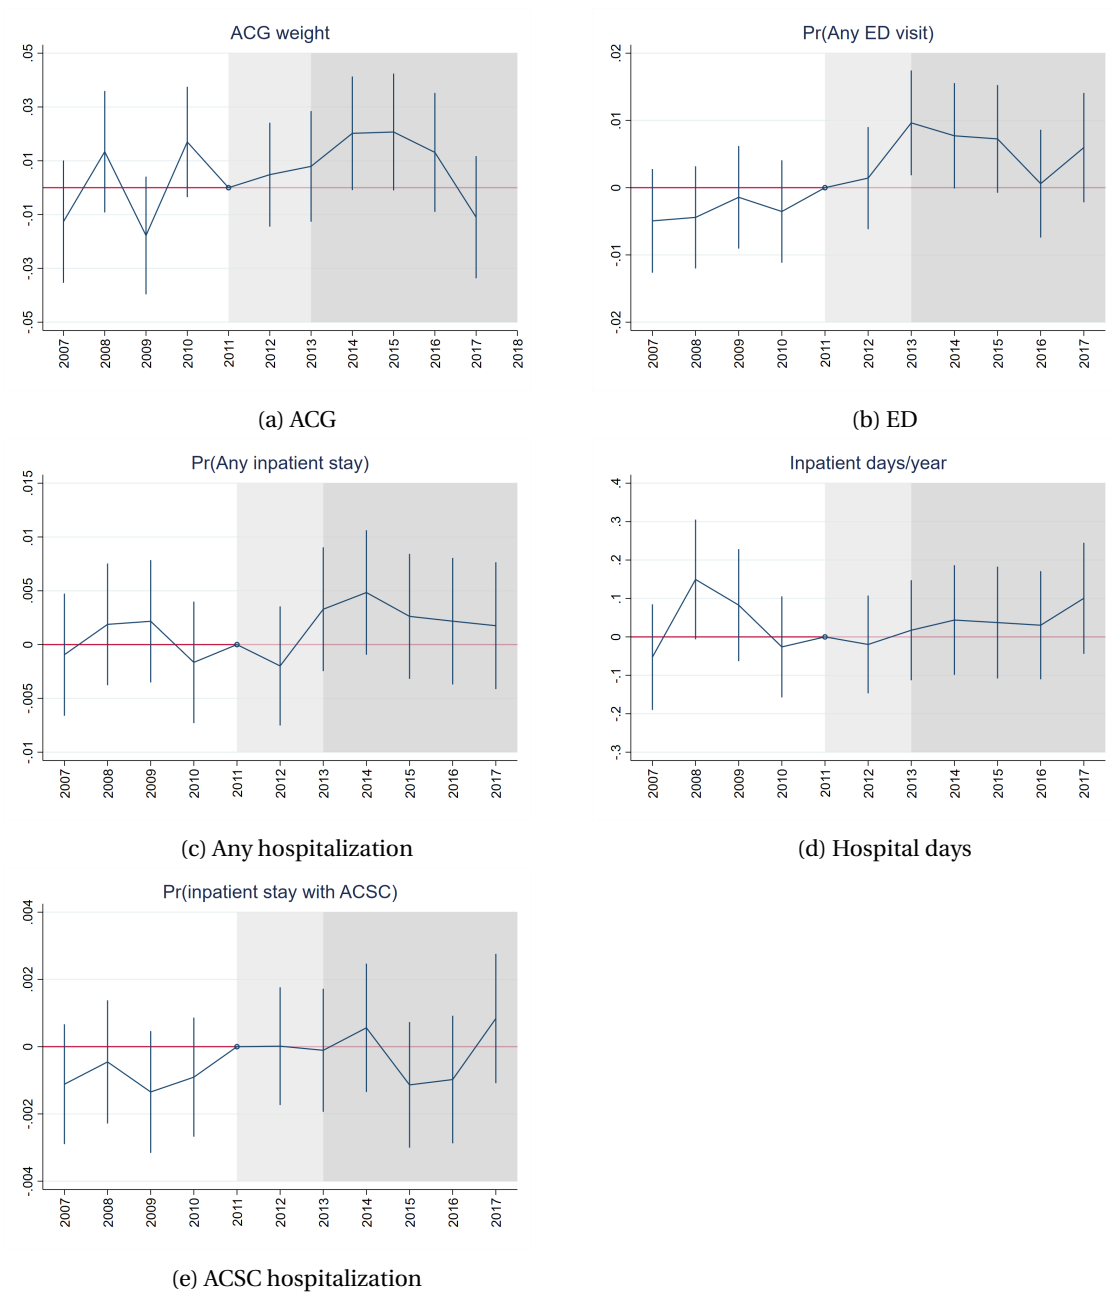 ACG weight
.05
.03
.01
-.01
-.03
-.05
2007 2008 2009 2010 2011 2012 2013 2014 2015 2016 2017 2018
(a) ACG
Pr(Any ED visit)
.02
.01
0
-.01
-.02
2007 2008 2009 2010 2011 2012 2013 2014 2015 2016 2017
(b) ED
Pr(Any inpatient stay)
.015
.01
.005
0
-.005
-.01
2007 2008 2009 2010 2011 2012 2013 2014 2015 2016 2017
(c) Any hospitalization
Inpatient days/year
.4
.3
.2
.1
0
-.1
-.2
-.3
2007 2008 2009 2010 2011 2012 2013 2014 2015 2016 2017
(d) Hospital days
Pr(inpatient stay with ACSC)
.004
.002
0
-.002
-.004
2007 2008 2009 2010 2011 2012 2013 2014 2015 2016 2017
(e) ACSC hospitalization